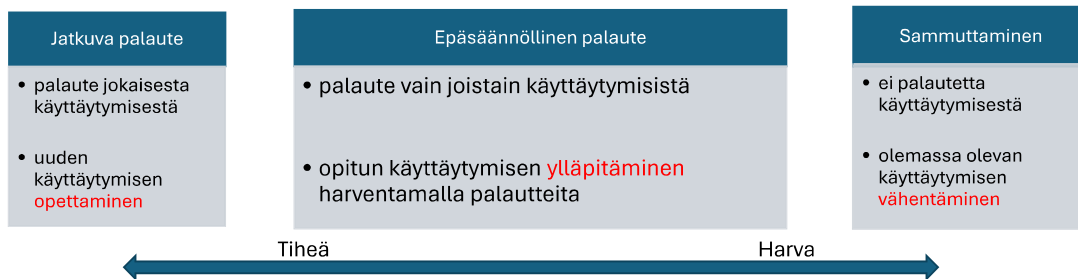 Jatkuva palaute
• palaute jokaisesta
käyttäytymisestä
• uuden
käyttäytymisen
opettaminen
Epäsäännöllinen palaute
• palaute vain joistain käyttäytymisistä
• opitun käyttäytymisen ylläpitäminen
harventamalla palautteita
Sammuttaminen
• ei palautetta
käyttäytymisestä
• olemassa olevan
käyttäytymisen
vähentäminen
Tiheä
Harva